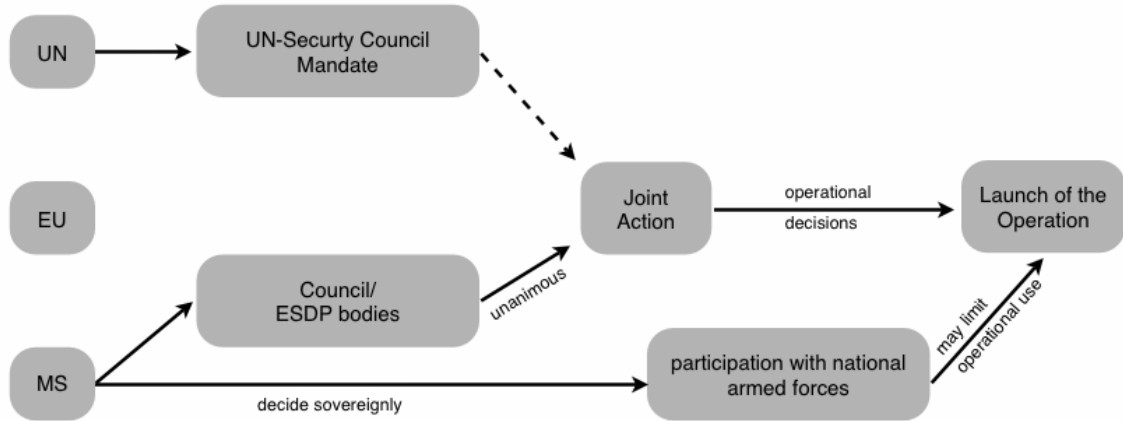 UN
UN-Securty Council
Mandate
EU
Joint
Action
operational
decisions
Launch of the
Operation
Council/
ESDP bodies
unanimous
MS
decide sovereignly
participation with national
armed forces
may limit
operational use